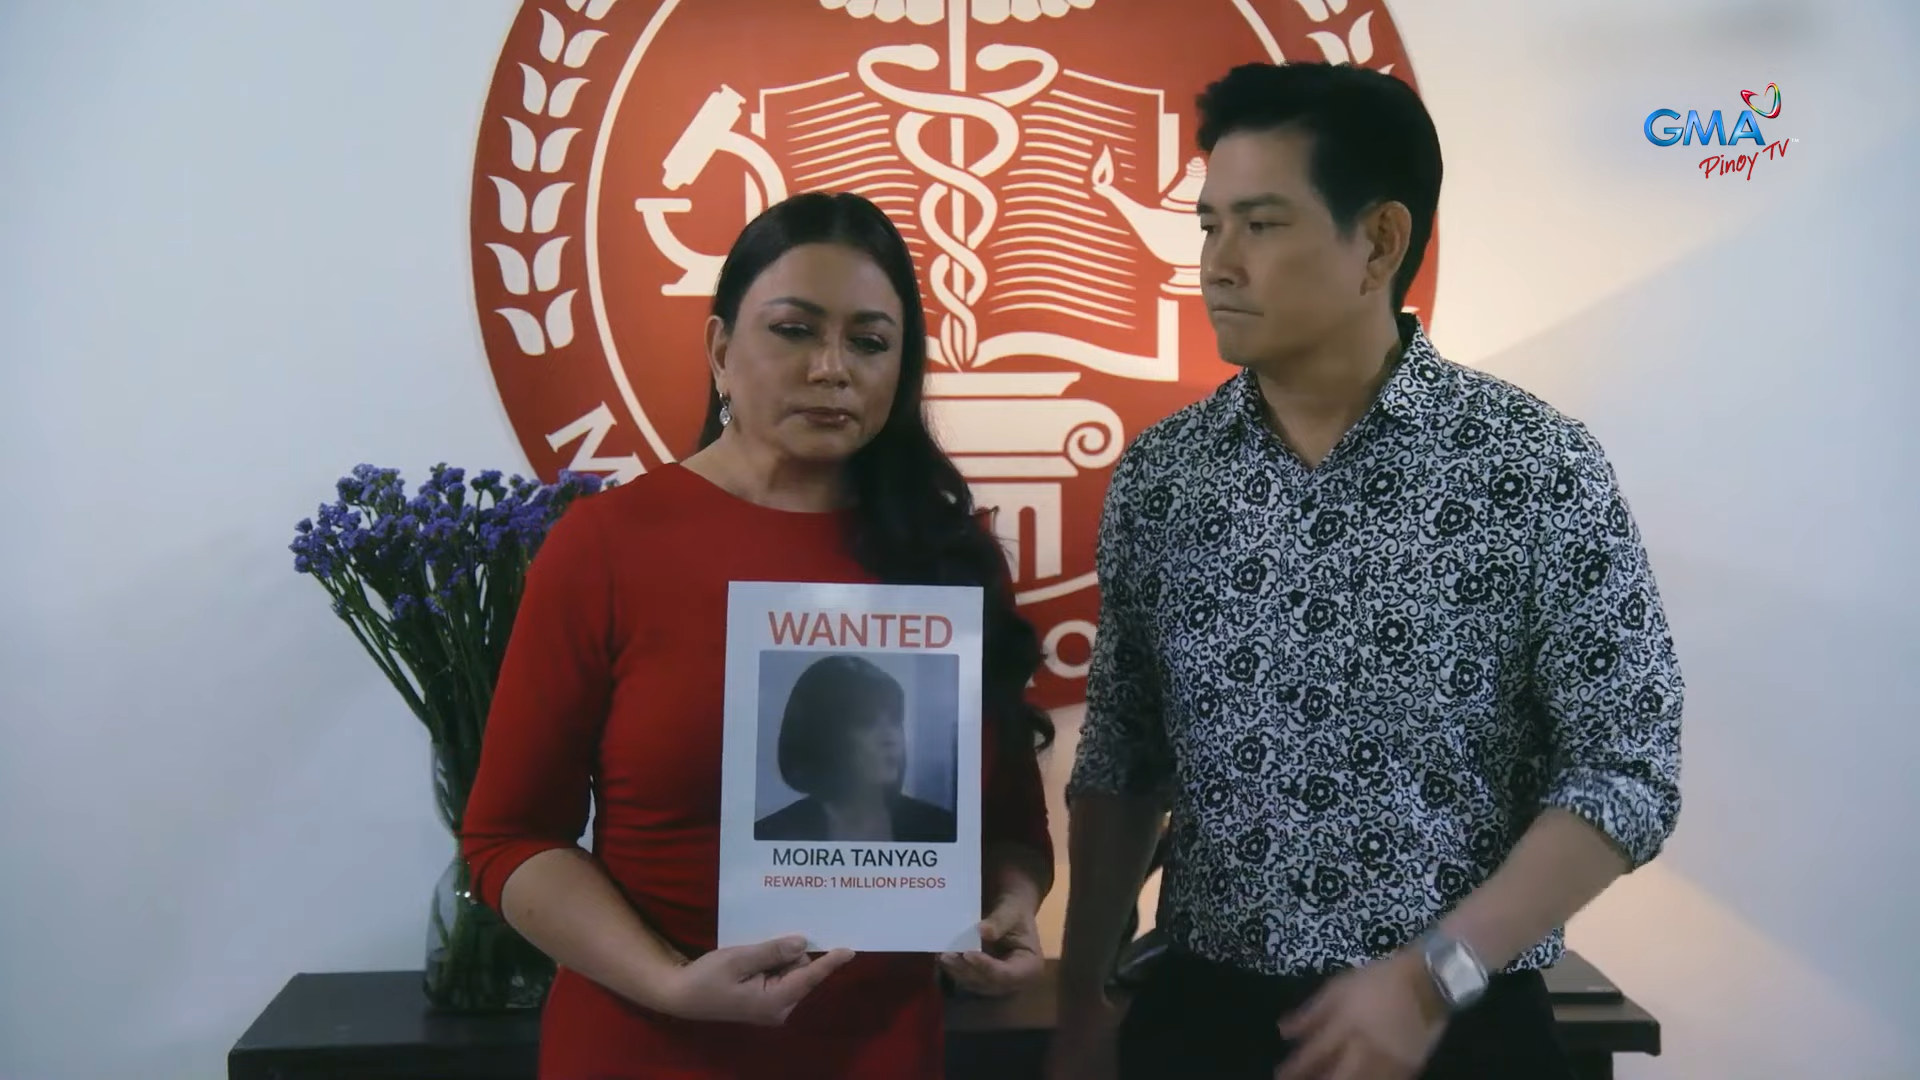 GMA
Pinoy TV
WANTED
MOIRA TANYAG
REWARD: 1 MILLION PESOS